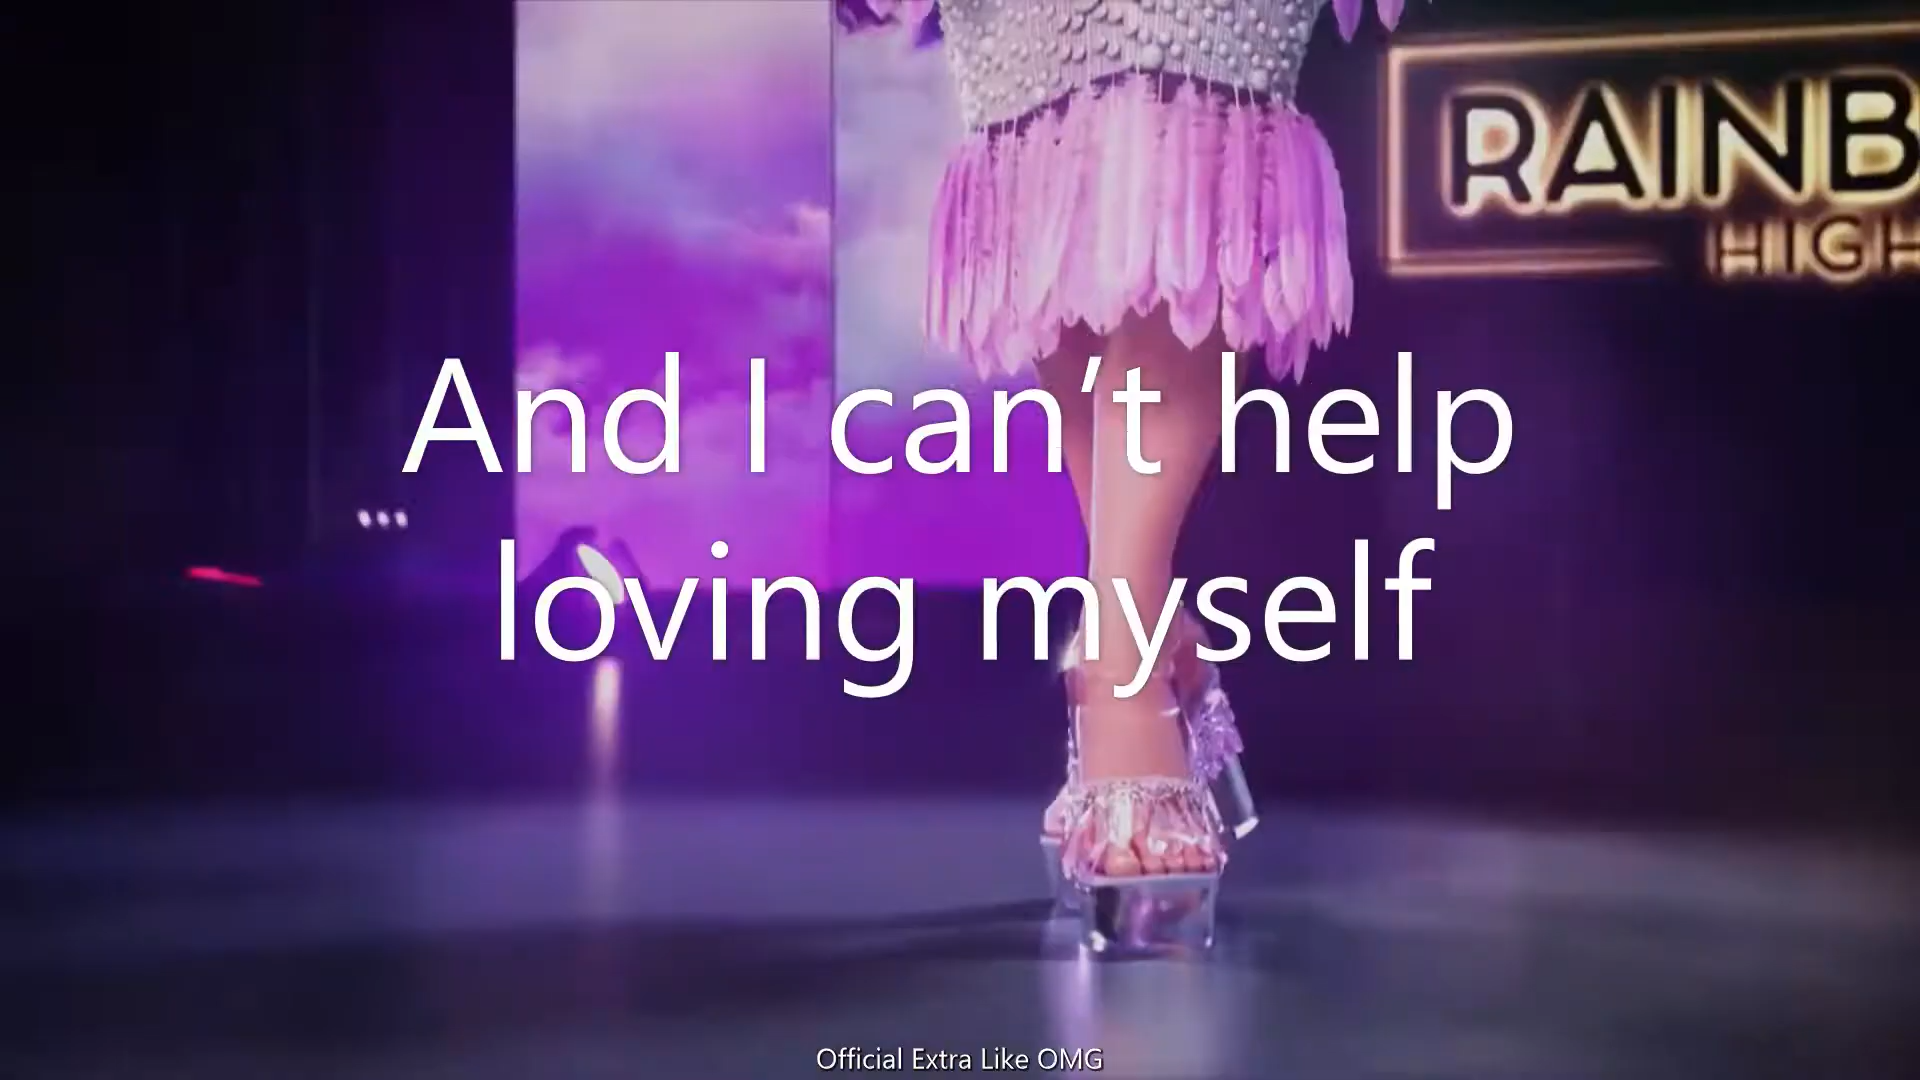 RAINB
HIGH
And I can’t help
loving myself
Official Extra Like OMG